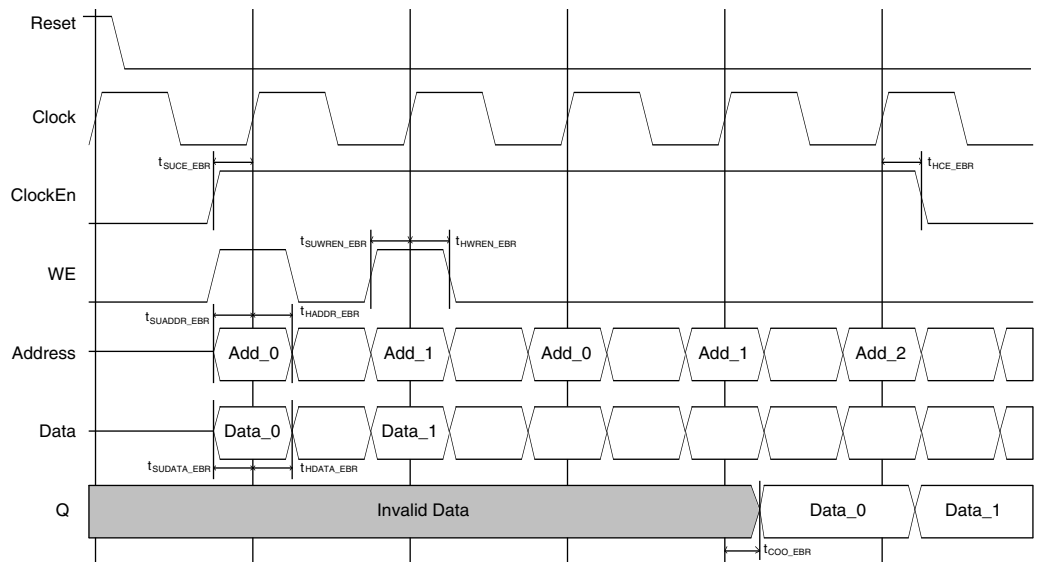 Reset
Clock
tSUCE_EBR
tHCE_EBR
ClockEn
tSUWREN_EBR
tHWREN_EBR
WE
tSUADDR_EBR
tHADDR_EBR
Address
Add_0
Add_1
Add_0
Add_1
Add_2
Data
Data_0
Data_1
tSUDATA_EBR
tHDATA_EBR
Q
Invalid Data
Data_0
Data_1
tCOO_EBR